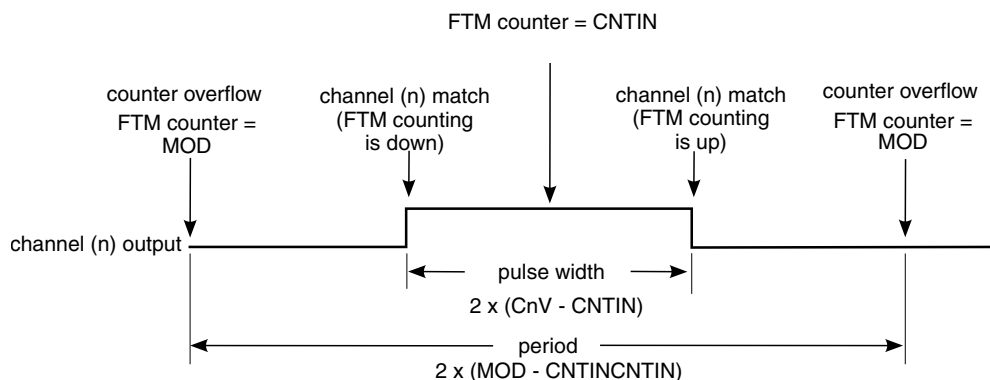 FTM counter = CNTIN
counter overflow
FTM counter =
MOD
channel (n) match
(FTM counting
is down)
channel (n) match
(FTM counting
is up)
counter overflow
FTM counter =
MOD
channel (n) output
pulse width
2 x (CnV - CNTIN)
period
2 x (MOD - CNTINCNTIN)